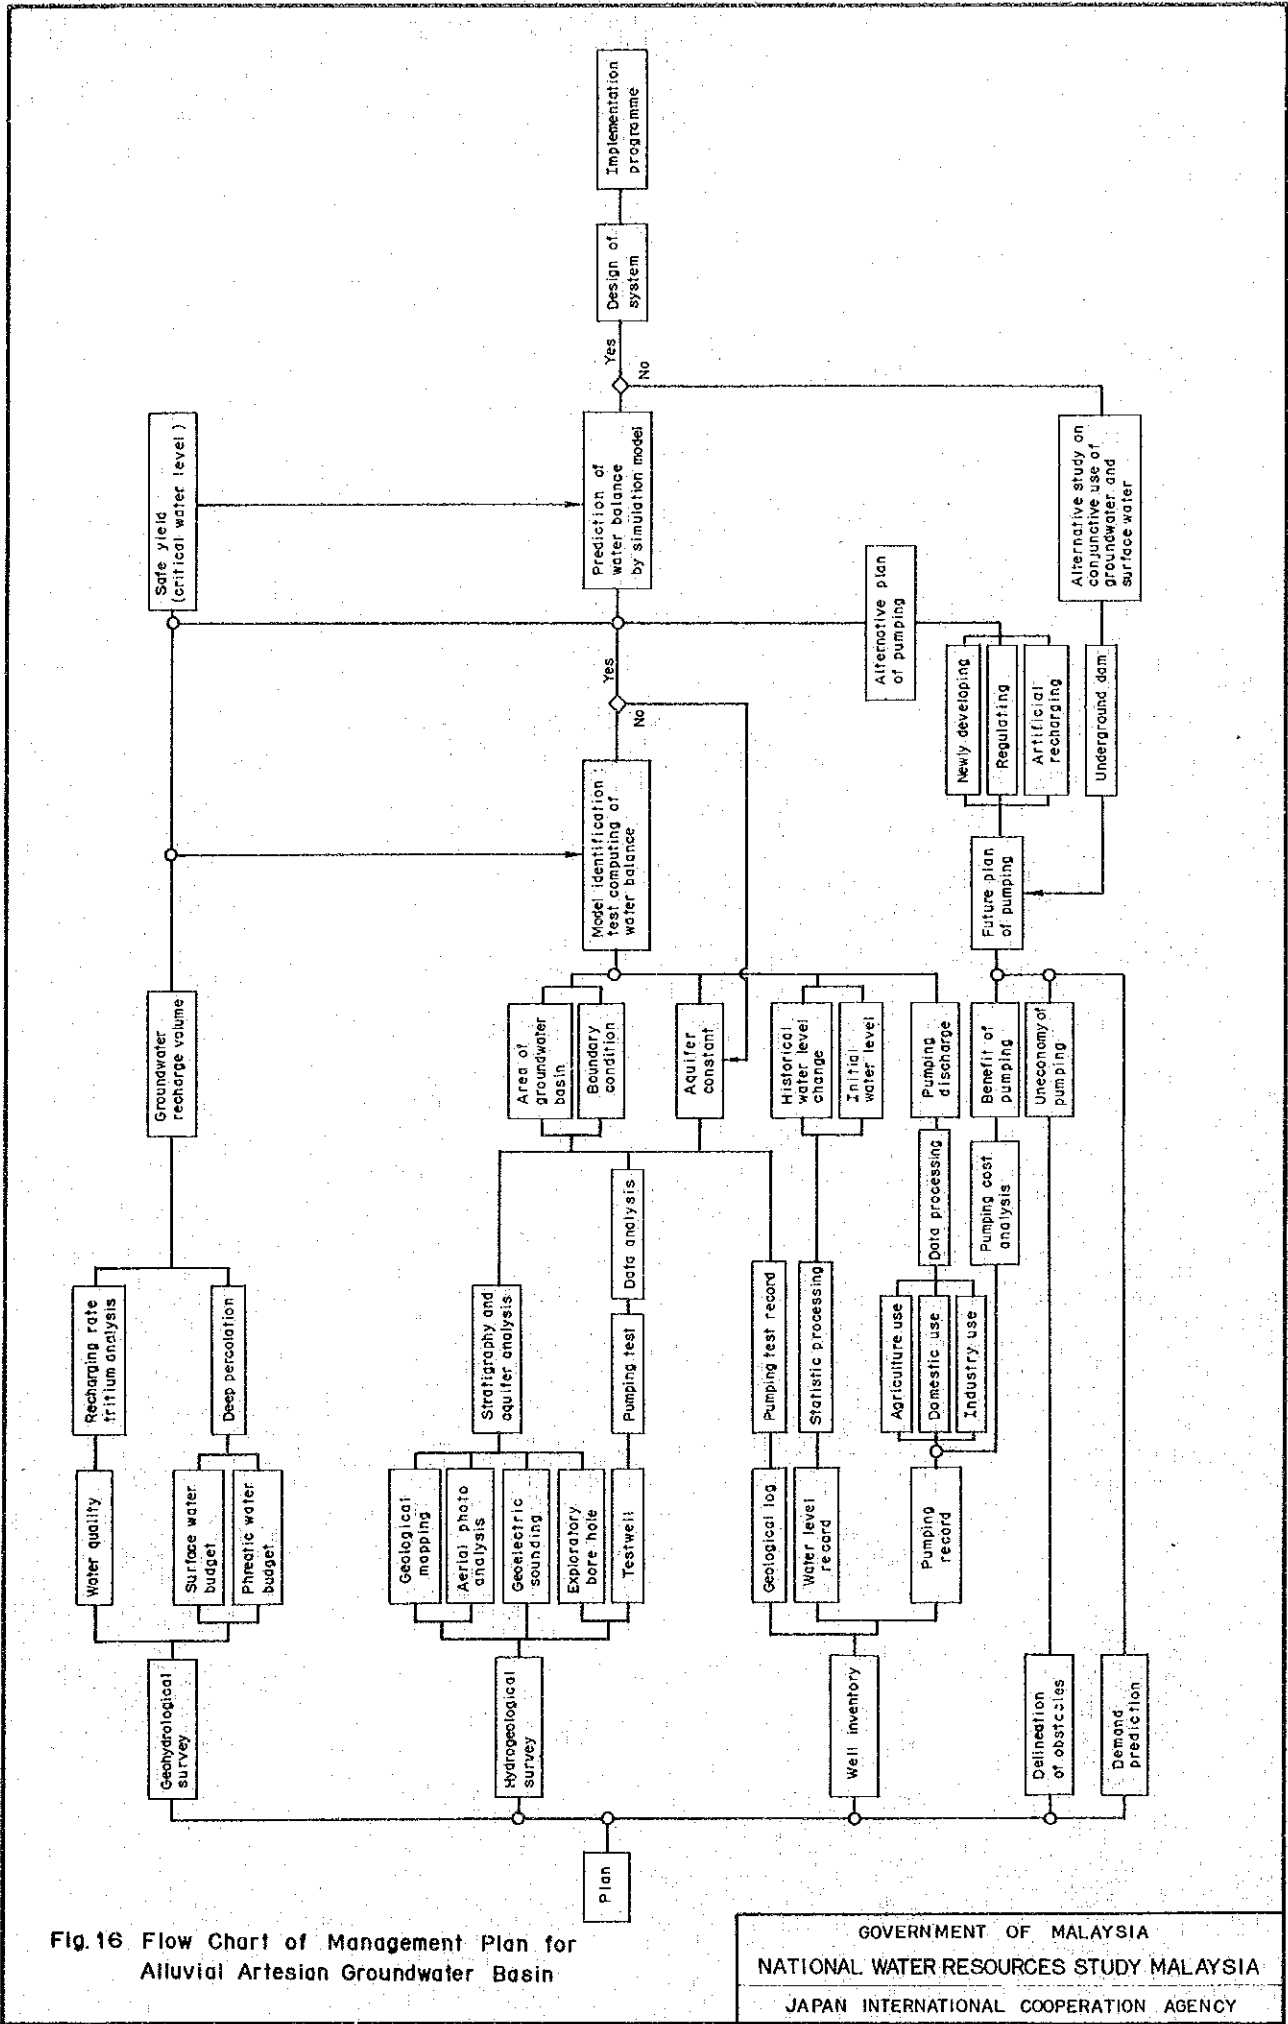 Plan
Geohydrological
survey
Hydrogeological
survey
Well inventory
Delineation
of obstacles
Demand
prediction
Water quality
Surface water
budget
Phreatic water
budget
Geological
mapping
Aerial photo
analysis
Geoelectric
sounding
Exploratory
bore hole
Testwell
Geological log
Water level
record
Pumping
record
Recharging rate
tritium analysis
Deep percolation
Stratigraphy and
aquifer analysis
Pumping test
Data analysis
Pumping test record
Statistic processing
Agriculture use
Domestic use
Industry use
Data processing
Pumping cost
analysis
Groundwater
recharge volume
Area of
groundwater
basin
Boundary
condition
Aquifer
constant
Historical
water level
change
Initial
water level
Pumping
discharge
Benefit of
pumping
Uneconomy of
pumping
Model identification :
test computing of
water balance
Future plan
of pumping
Yes
No
Newly developing
Regulating
Artificial
recharging
Underground dam
Alternative plan
of pumping
Safe yield
(critical water level)
Prediction of
water balance
by simulation model
Alternative study on
conjunctive use of
groundwater and
surface water
Yes
No
Design of
system
Implementation
programme
Fig. 16 Flow Chart of Management Plan for
Alluvial Artesian Groundwater Basin
GOVERNMENT OF MALAYSIA
NATIONAL WATER RESOURCES STUDY MALAYSIA
JAPAN INTERNATIONAL COOPERATION AGENCY